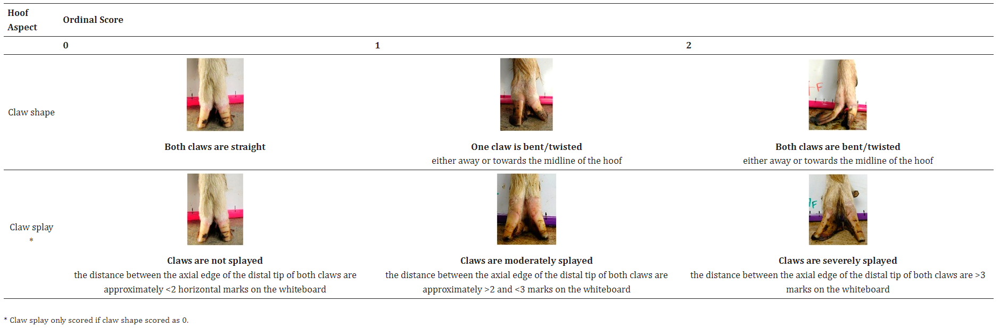 Hoof
Aspect
Ordinal Score
0 1 2
Claw shape
Both claws are straight
One claw is bent/twisted
either away or towards the midline of the hoof
Both claws are bent/twisted
either away or towards the midline of the hoof
Claw splay
*
Claws are not splayed
the distance between the axial edge of the distal tip of both claws are
approximately <2 horizontal marks on the whiteboard
Claws are moderately splayed
the distance between the axial edge of the distal tip of both claws are
approximately >2 and <3 marks on the whiteboard
Claws are severely splayed
the distance between the axial edge of the distal tip of both claws are >3
marks on the whiteboard
* Claw splay only scored if claw shape scored as 0.